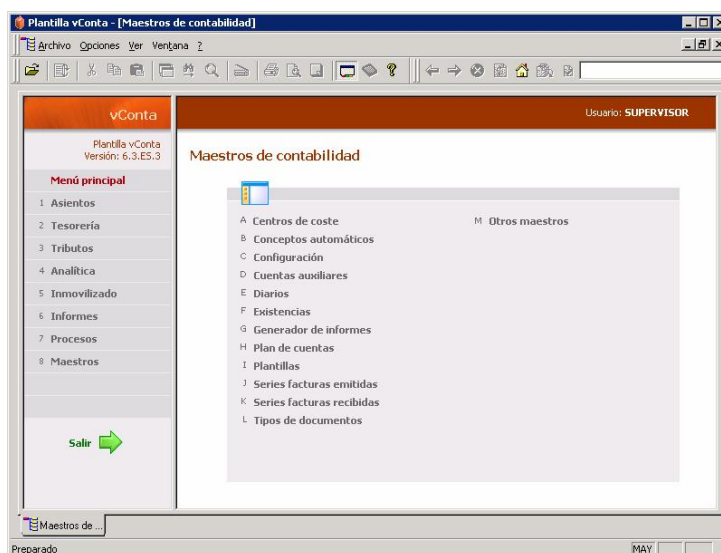 Plantilla vConta - [Maestros de contabilidad]
Archivo Opciones Ver Ventana ?
vConta
Usuario: SUPERVISOR
Plantilla vConta
Versión: 6.3.E5.3
Maestros de contabilidad
Menú principal
1 Asientos
2 Tesorería
3 Tributos
4 Analítica
5 Inmovilizado
6 Informes
7 Procesos
8 Maestros
Salir
A Centros de coste
B Conceptos automáticos
C Configuración
D Cuentas auxiliares
E Diarios
F Existencias
G Generador de informes
H Plan de cuentas
I Plantillas
J Series facturas emitidas
K Series facturas recibidas
L Tipos de documentos
M Otros maestros
Maestros de ...
Preparado
MAY